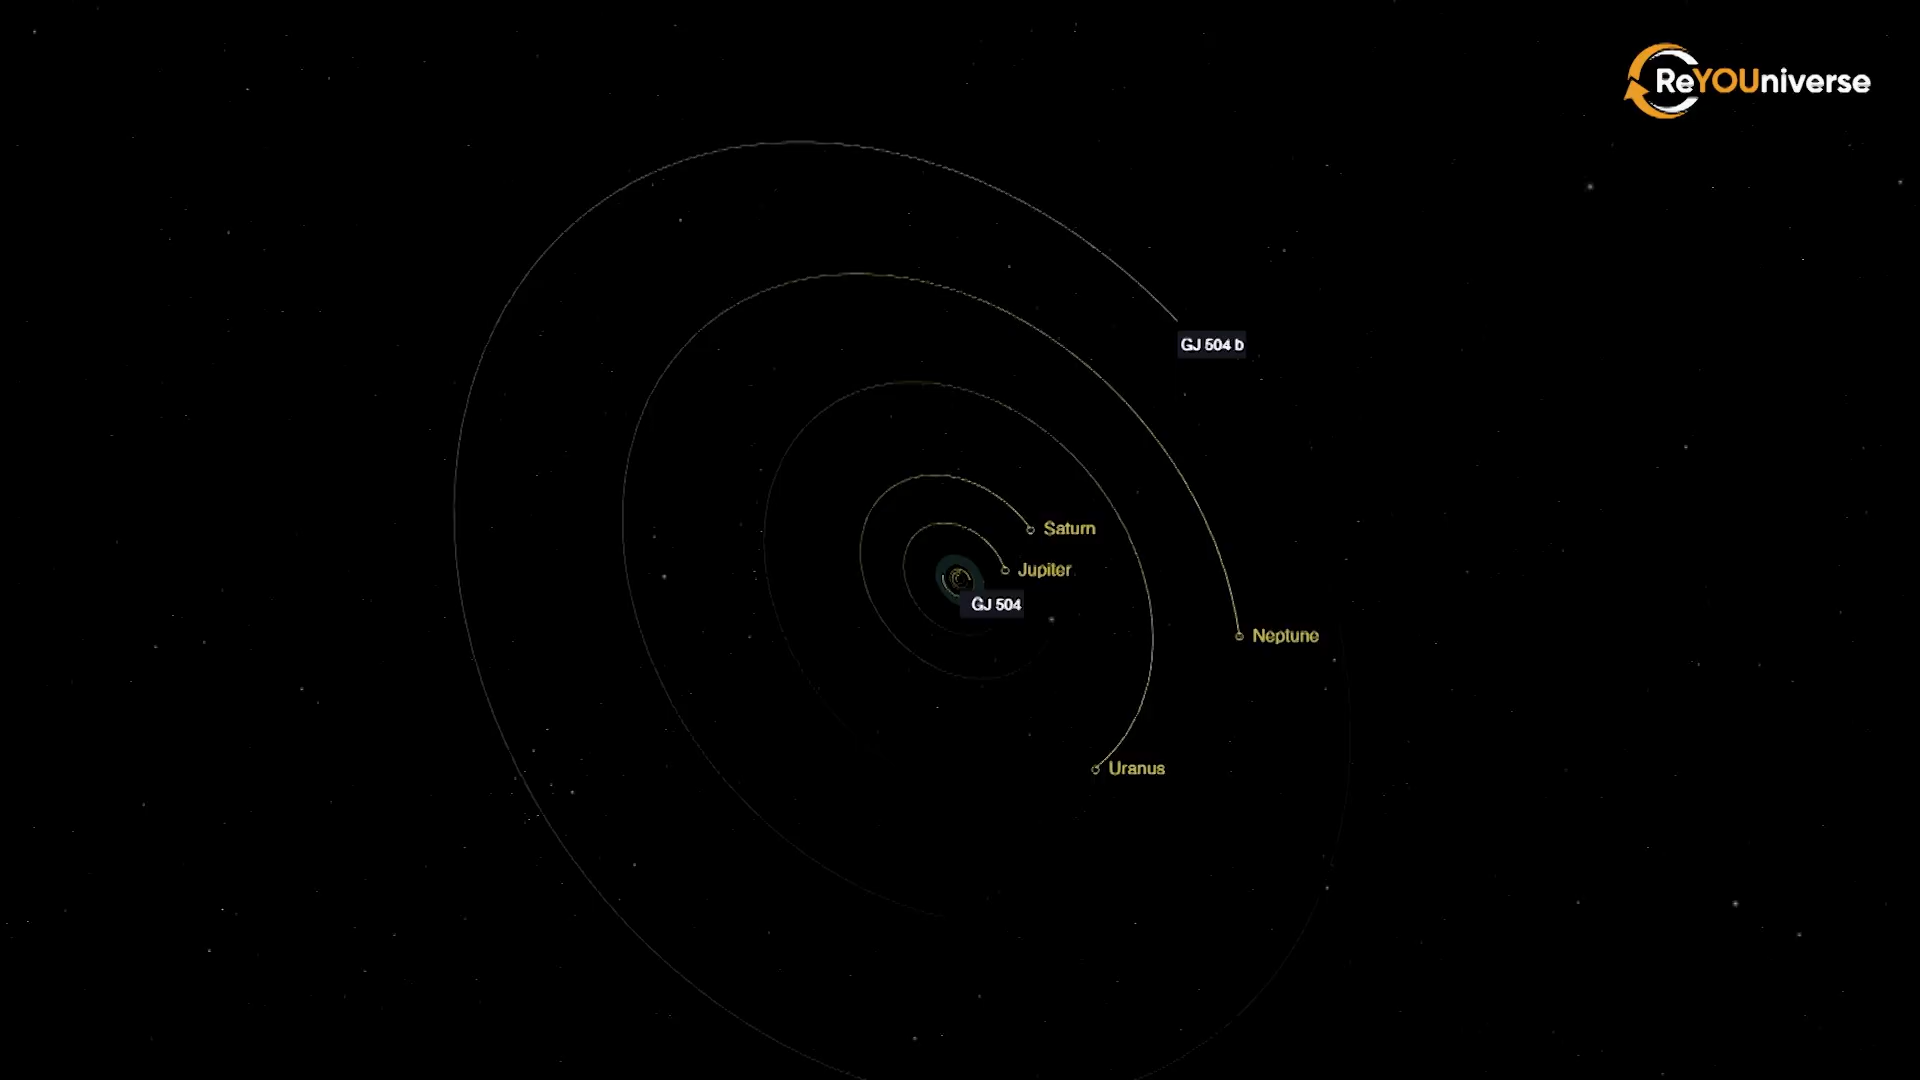 ReYOUniverse
GJ 504 b
Saturn
Jupiter
GJ 504
Neptune
Uranus